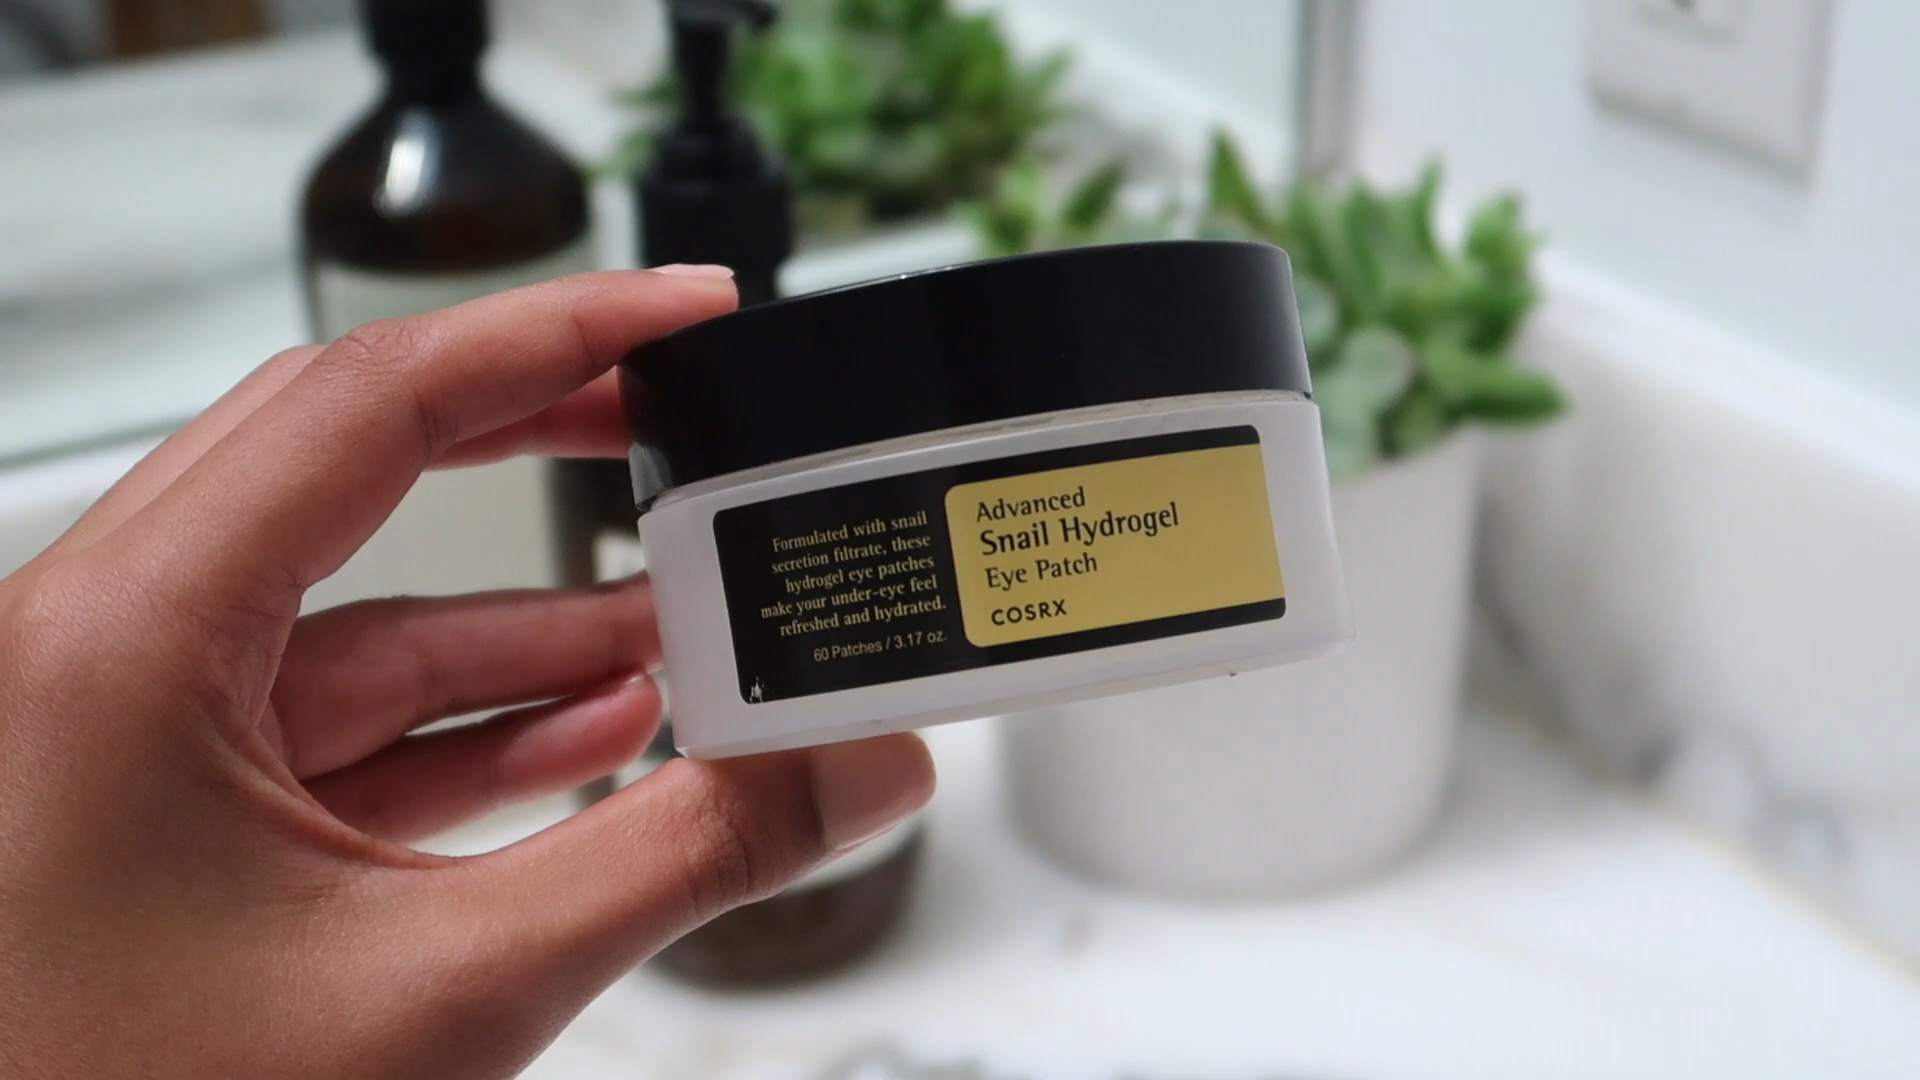 Formulated with snail
secretion filtrate, these
hydrogel eye patches
make your under-eye feel
refreshed and hydrated.
60 Patches / 3.17 oz.
Advanced
Snail Hydrogel
Eye Patch
COSRX